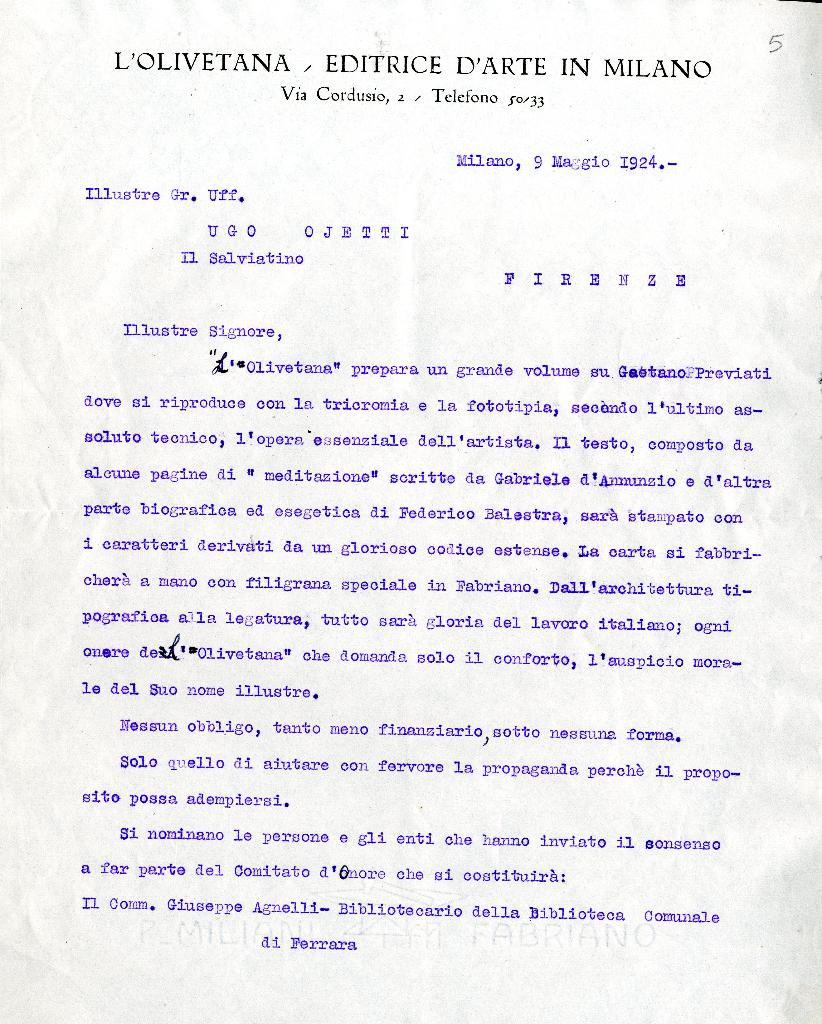 5
L'OLIVETANA / EDITRICE D'ARTE IN MILANO
Via Cordusio, 2 / Telefono 50/33
Milano, 9 Maggio 1924.-
Illustre Gr. Uff.
UGO OJETTI
Il Salviatino
FIRENZE
Illustre Signore,
"L'"Olivetana" prepara un grande volume su Gaetano Previati
dove si riproduce con la tricromia e la fototipia, secòndo l'ultimo as-
soluto tecnico, l'opera essenziale dell'artista. Il testo, composto da
alcune pagine di " meditazione" scritte da Gabriele d'Annunzio e d'altra
parte biografica ed esegetica di Federico Balestra, sarà stampato con
i caratteri derivati da un glorioso codice estense. La carta si fabbri-
cherà a mano con filigrana speciale in Fabriano. Dall'architettura ti-
pografica alla legatura, tutto sarà gloria del lavoro italiano; ogni
onere de L'"Olivetana" che domanda solo il conforto, l'auspicio mora-
le del Suo nome illustre.
Nessun obbligo, tanto meno finanziario, sotto nessuna forma.
Solo quello di aiutare con fervore la propaganda perchè il propo-
sito possa adempiersi.
Si nominano le persone e gli enti che hanno inviato il consenso
a far parte del Comitato d'Onore che si costituirà:
Il Comm. Giuseppe Agnelli- Bibliotecario della Biblioteca Comunale
P. MILIANI FABRIANO
di Ferrara